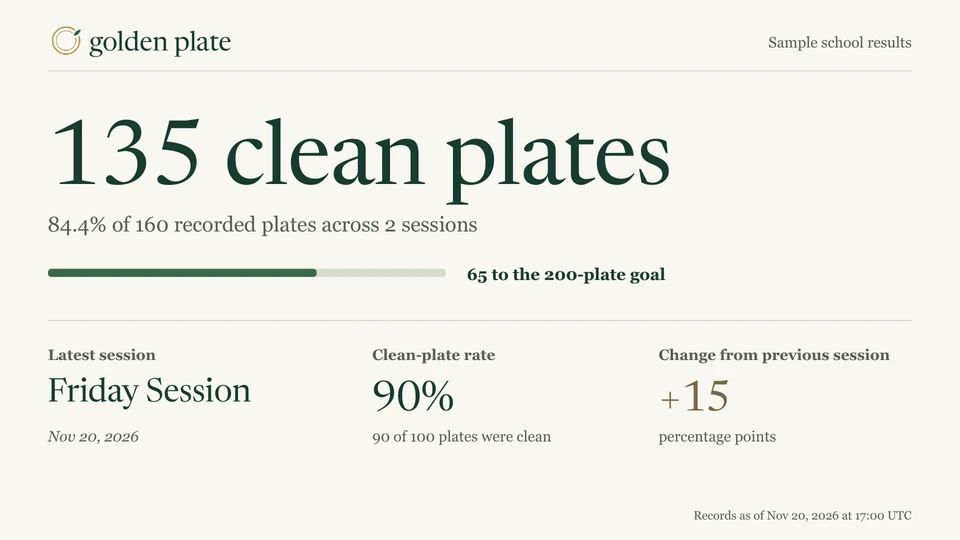 golden plate
Sample school results
135 clean plates
84.4% of 160 recorded plates across 2 sessions
65 to the 200-plate goal
Latest session
Friday Session
Nov 20, 2026
Clean-plate rate
90%
90 of 100 plates were clean
Change from previous session
+15
percentage points
Records as of Nov 20, 2026 at 17:00 UTC